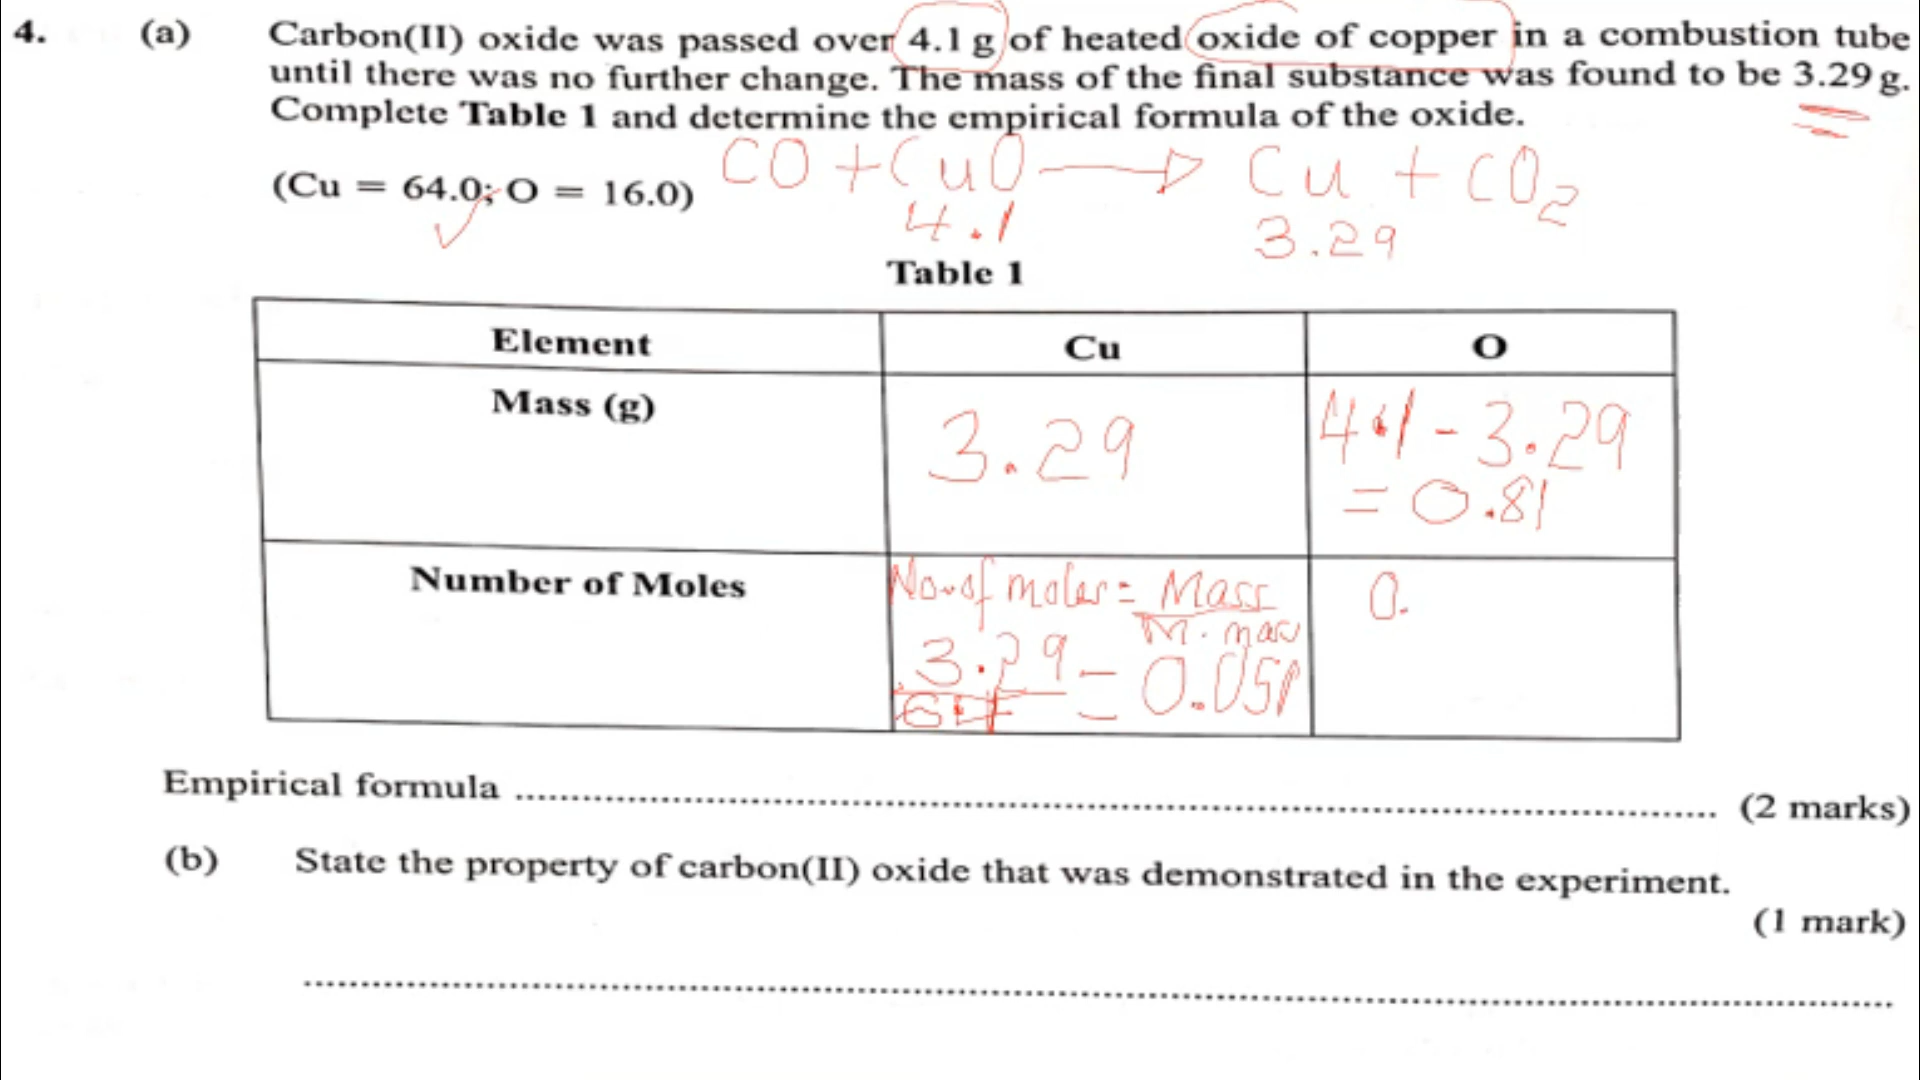 4. (a) Carbon(II) oxide was passed over 4.1 g of heated oxide of copper in a combustion tube
until there was no further change. The mass of the final substance was found to be 3.29 g.
Complete Table 1 and determine the empirical formula of the oxide.
(Cu = 64.0; O = 16.0) CO + CuO → Cu + CO₂
4.1 3.29
Table 1
Element Cu O
Mass (g) 3.29 4.1 - 3.29
= 0.81
Number of Moles No. of moles = Mass 0.
M. mass
3.29 = 0.051
64
Empirical formula ........................................ (2 marks)
(b) State the property of carbon(II) oxide that was demonstrated in the experiment.
(1 mark)